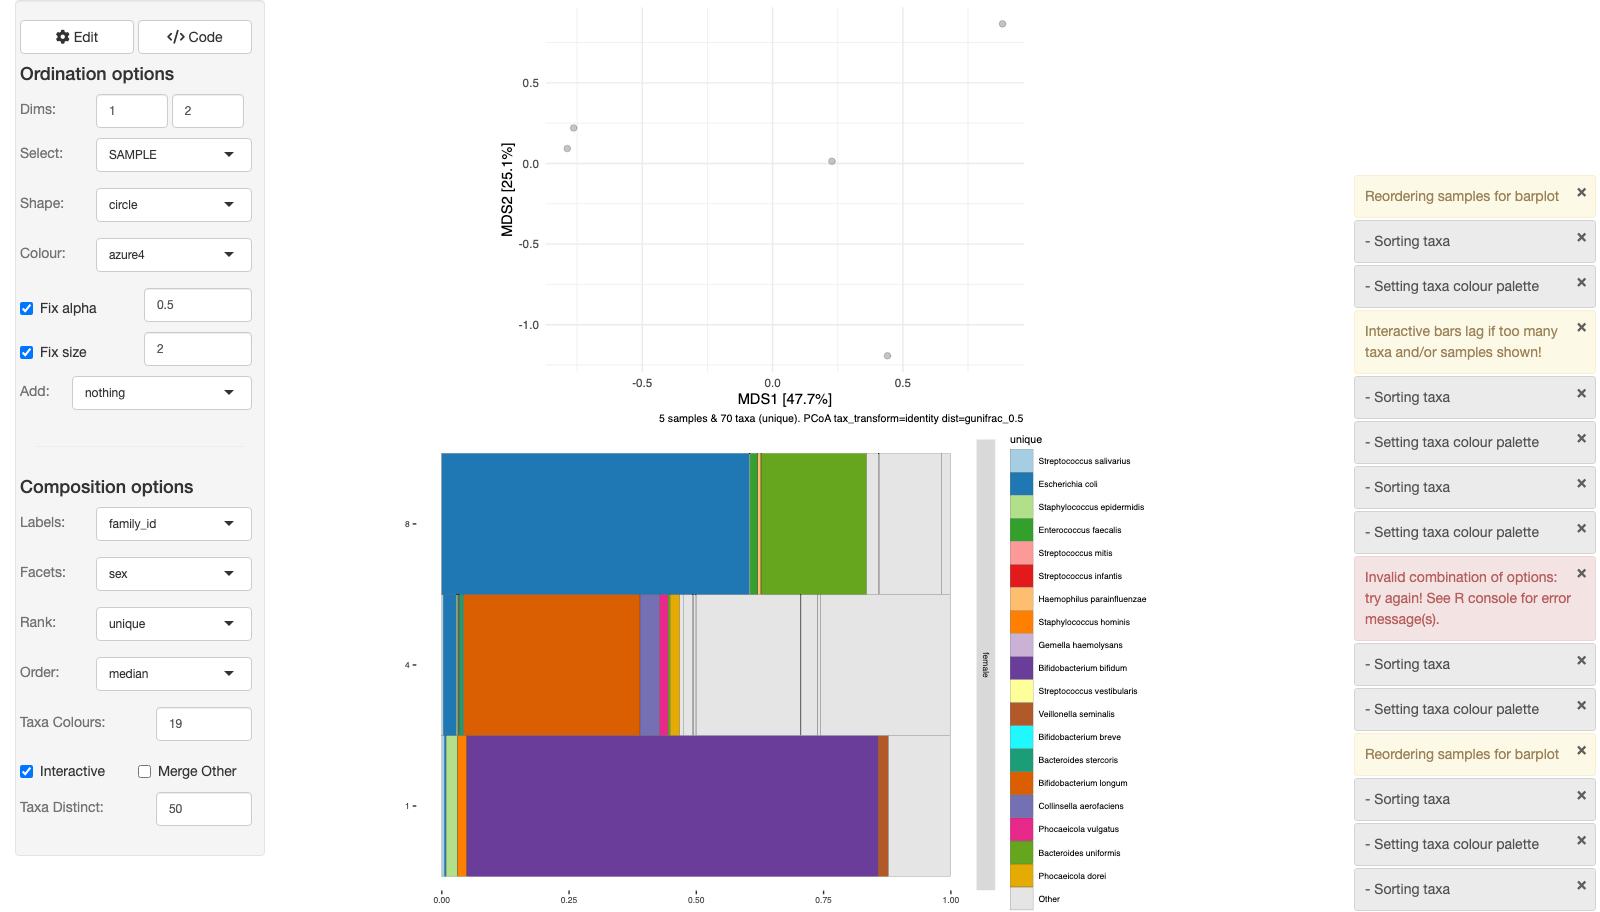 Edit
Code
Ordination options
Dims:
1
2
Select:
SAMPLE
Shape:
circle
Colour:
azure4
Fix alpha
0.5
Fix size
2
Add:
nothing
Composition options
Labels:
family_id
Facets:
sex
Rank:
unique
Order:
median
Taxa Colours:
19
Interactive
Merge Other
Taxa Distinct:
50
MDS2 [25.1%]
0.5
0.0
-0.5
-1.0
-0.5
0.0
0.5
MDS1 [47.7%]
5 samples & 70 taxa (unique). PCoA tax_transform=identity dist=gunifrac_0.5
8
4
1
0.00
0.25
0.50
0.75
1.00
female
unique
Streptococcus salivarius
Escherichia coli
Staphylococcus epidermidis
Enterococcus faecalis
Streptococcus mitis
Streptococcus infantis
Haemophilus parainfluenzae
Staphylococcus hominis
Gemella haemolysans
Bifidobacterium bifidum
Streptococcus vestibularis
Veillonella seminalis
Bifidobacterium breve
Bacteroides stercoris
Bifidobacterium longum
Collinsella aerofaciens
Phocaeicola vulgatus
Bacteroides uniformis
Phocaeicola dorei
Other
Reordering samples for barplot
- Sorting taxa
- Setting taxa colour palette
Interactive bars lag if too many
taxa and/or samples shown!
- Sorting taxa
- Setting taxa colour palette
- Sorting taxa
- Setting taxa colour palette
Invalid combination of options:
try again! See R console for error
message(s).
- Sorting taxa
- Setting taxa colour palette
Reordering samples for barplot
- Sorting taxa
- Setting taxa colour palette
- Sorting taxa